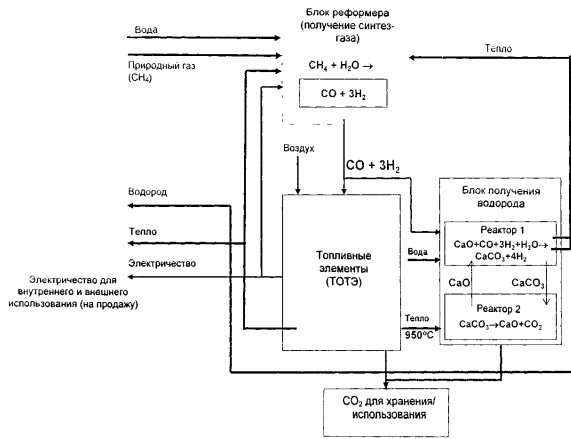 Блок реформера
(получение синтез-
газа)
Вода
Природный газ
(CH₄)
CH₄ + H₂O →
CO + 3H₂
Тепло
Воздух
CO + 3H₂
Водород
Тепло
Электричество
Электричество для
внутреннего и внешнего
использования (на продажу)
Топливные
элементы
(ТОТЭ)
Вода
Тепло
950°C
Блок получения
водорода
Реактор 1
CaO+CO+3H₂+H₂O→
CaCO₃+4H₂
CaO
CaCO₃
Реактор 2
CaCO₃→CaO+CO₂
CO₂ для хранения/
использования